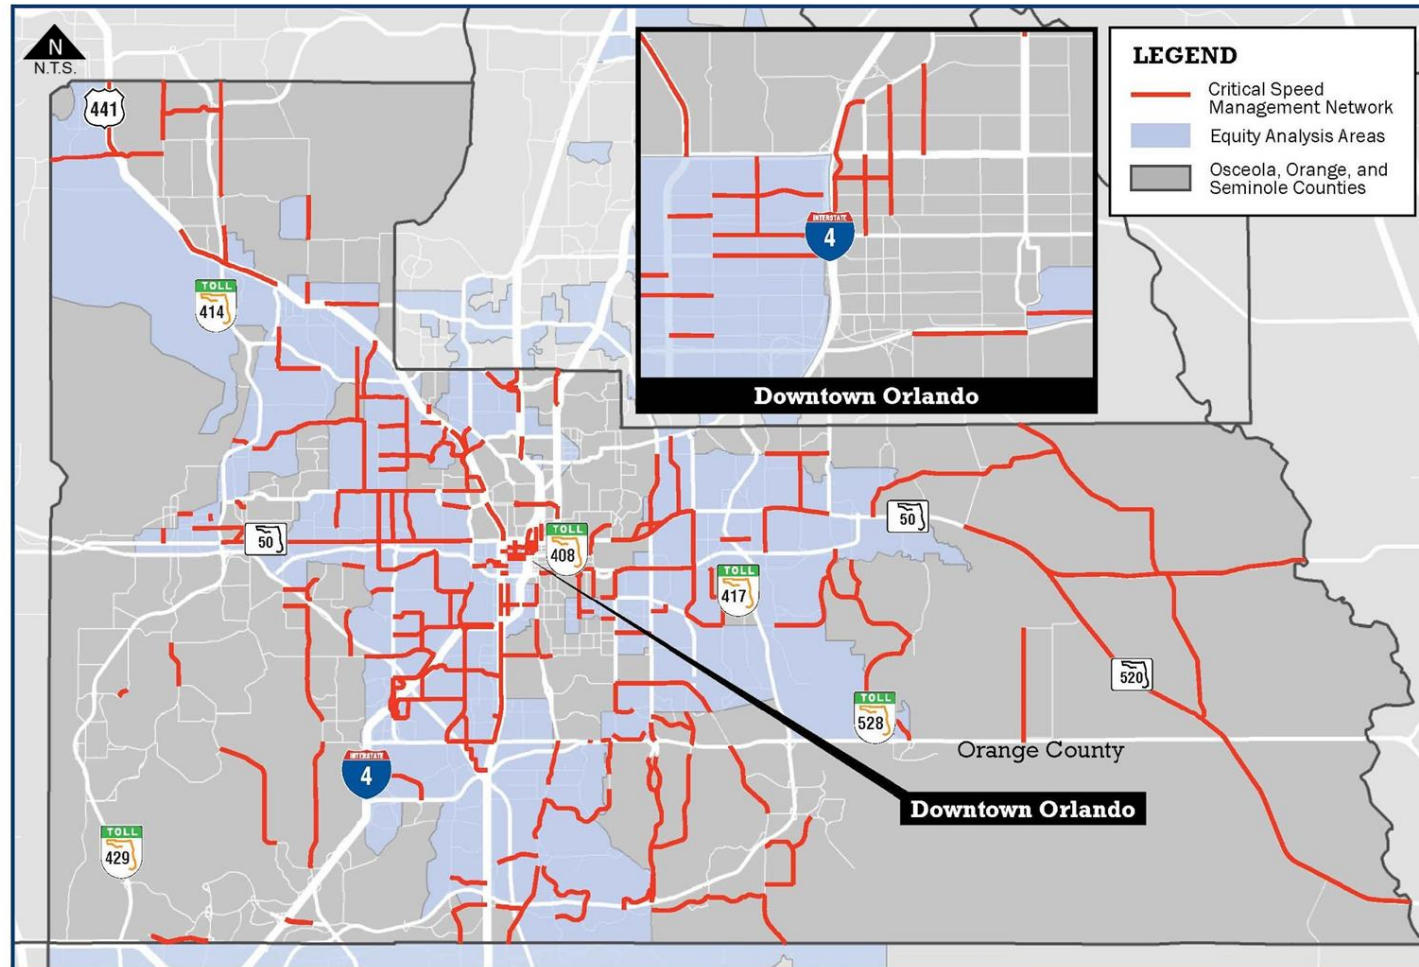 N
N.T.S.
441
LEGEND
Critical Speed
Management Network
Equity Analysis Areas
Osceola, Orange, and
Seminole Counties
INTERSTATE
4
Downtown Orlando
TOLL
414
50
TOLL
408
50
TOLL
417
520
TOLL
528
Orange County
INTERSTATE
4
Downtown Orlando
TOLL
429